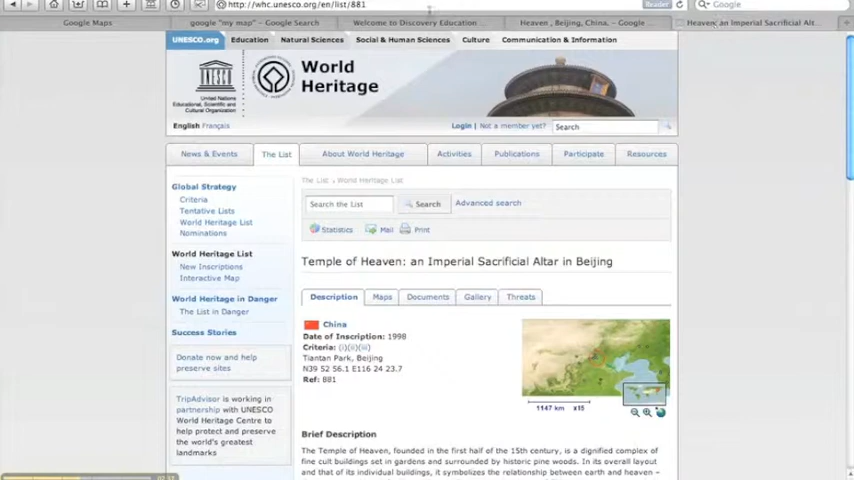 http://whc.unesco.org/en/list/881
Reader
Google
Google Maps
google "my map" – Google Search
Welcome to Discovery Education
Heaven , Beijing, China. – Google ...
Heaven: an Imperial Sacrificial Alt...
UNESCO.org
Education
Natural Sciences
Social & Human Sciences
Culture
Communication & Information
United Nations
Educational, Scientific and
Cultural Organization
World
Heritage
English Français
Login
Not a member yet?
Search
News & Events
The List
About World Heritage
Activities
Publications
Participate
Resources
Global Strategy
Criteria
Tentative Lists
World Heritage List
Nominations
World Heritage List
New Inscriptions
Interactive Map
World Heritage in Danger
The List in Danger
Success Stories
Donate now and help
preserve sites
TripAdvisor is working in
partnership with UNESCO
World Heritage Centre to
help protect and preserve
the world's greatest
landmarks
The List
World Heritage List
Search the List
Search
Advanced search
Statistics
Mail
Print
Temple of Heaven: an Imperial Sacrificial Altar in Beijing
Description
Maps
Documents
Gallery
Threats
China
Date of Inscription: 1998
Criteria: (i)(ii)(iii)
Tiantan Park, Beijing
N39 52 56.1 E116 24 23.7
Ref: 881
1147 km x15
Brief Description
The Temple of Heaven, founded in the first half of the 15th century, is a dignified complex of
fine cult buildings set in gardens and surrounded by historic pine woods. In its overall layout
and that of its individual buildings, it symbolizes the relationship between earth and heaven –